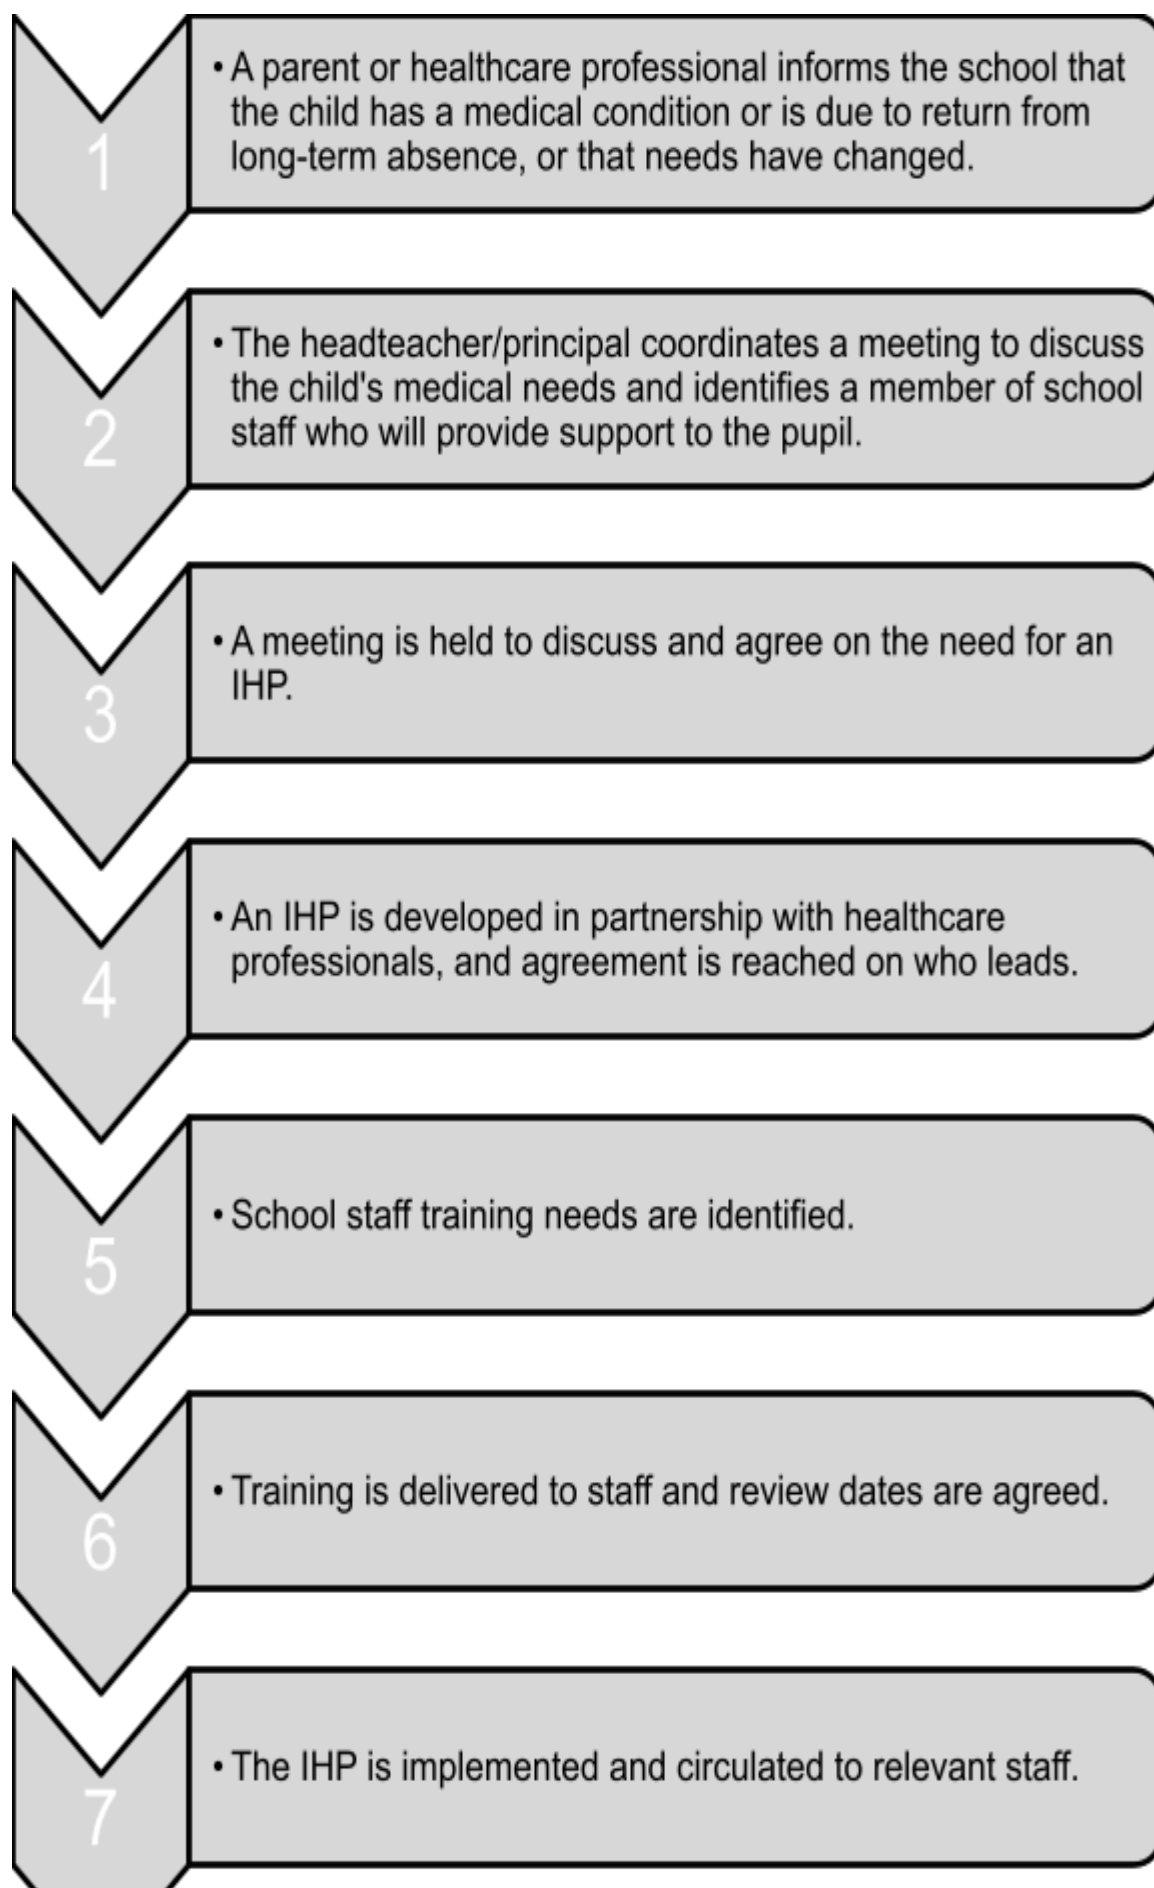 1
• A parent or healthcare professional informs the school that
the child has a medical condition or is due to return from
long-term absence, or that needs have changed.
2
• The headteacher/principal coordinates a meeting to discuss
the child's medical needs and identifies a member of school
staff who will provide support to the pupil.
3
• A meeting is held to discuss and agree on the need for an
IHP.
4
• An IHP is developed in partnership with healthcare
professionals, and agreement is reached on who leads.
5
• School staff training needs are identified.
6
• Training is delivered to staff and review dates are agreed.
7
• The IHP is implemented and circulated to relevant staff.